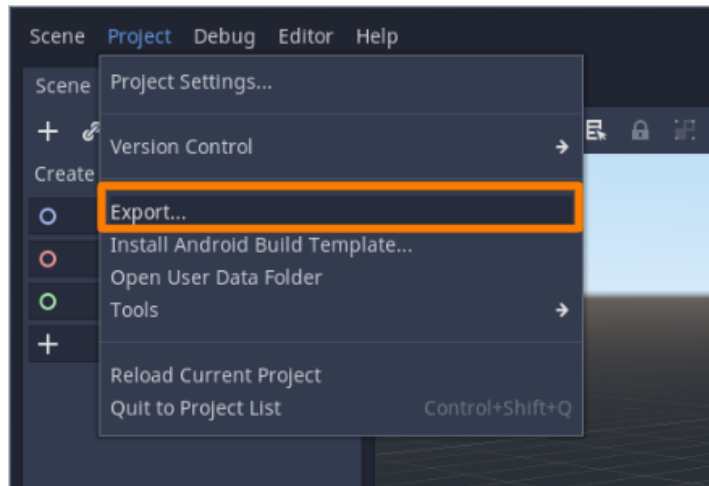 Scene Project Debug Editor Help
Scene
Project Settings...
Version Control
Create
Export...
Install Android Build Template...
Open User Data Folder
Tools
Reload Current Project
Quit to Project List Control+Shift+Q